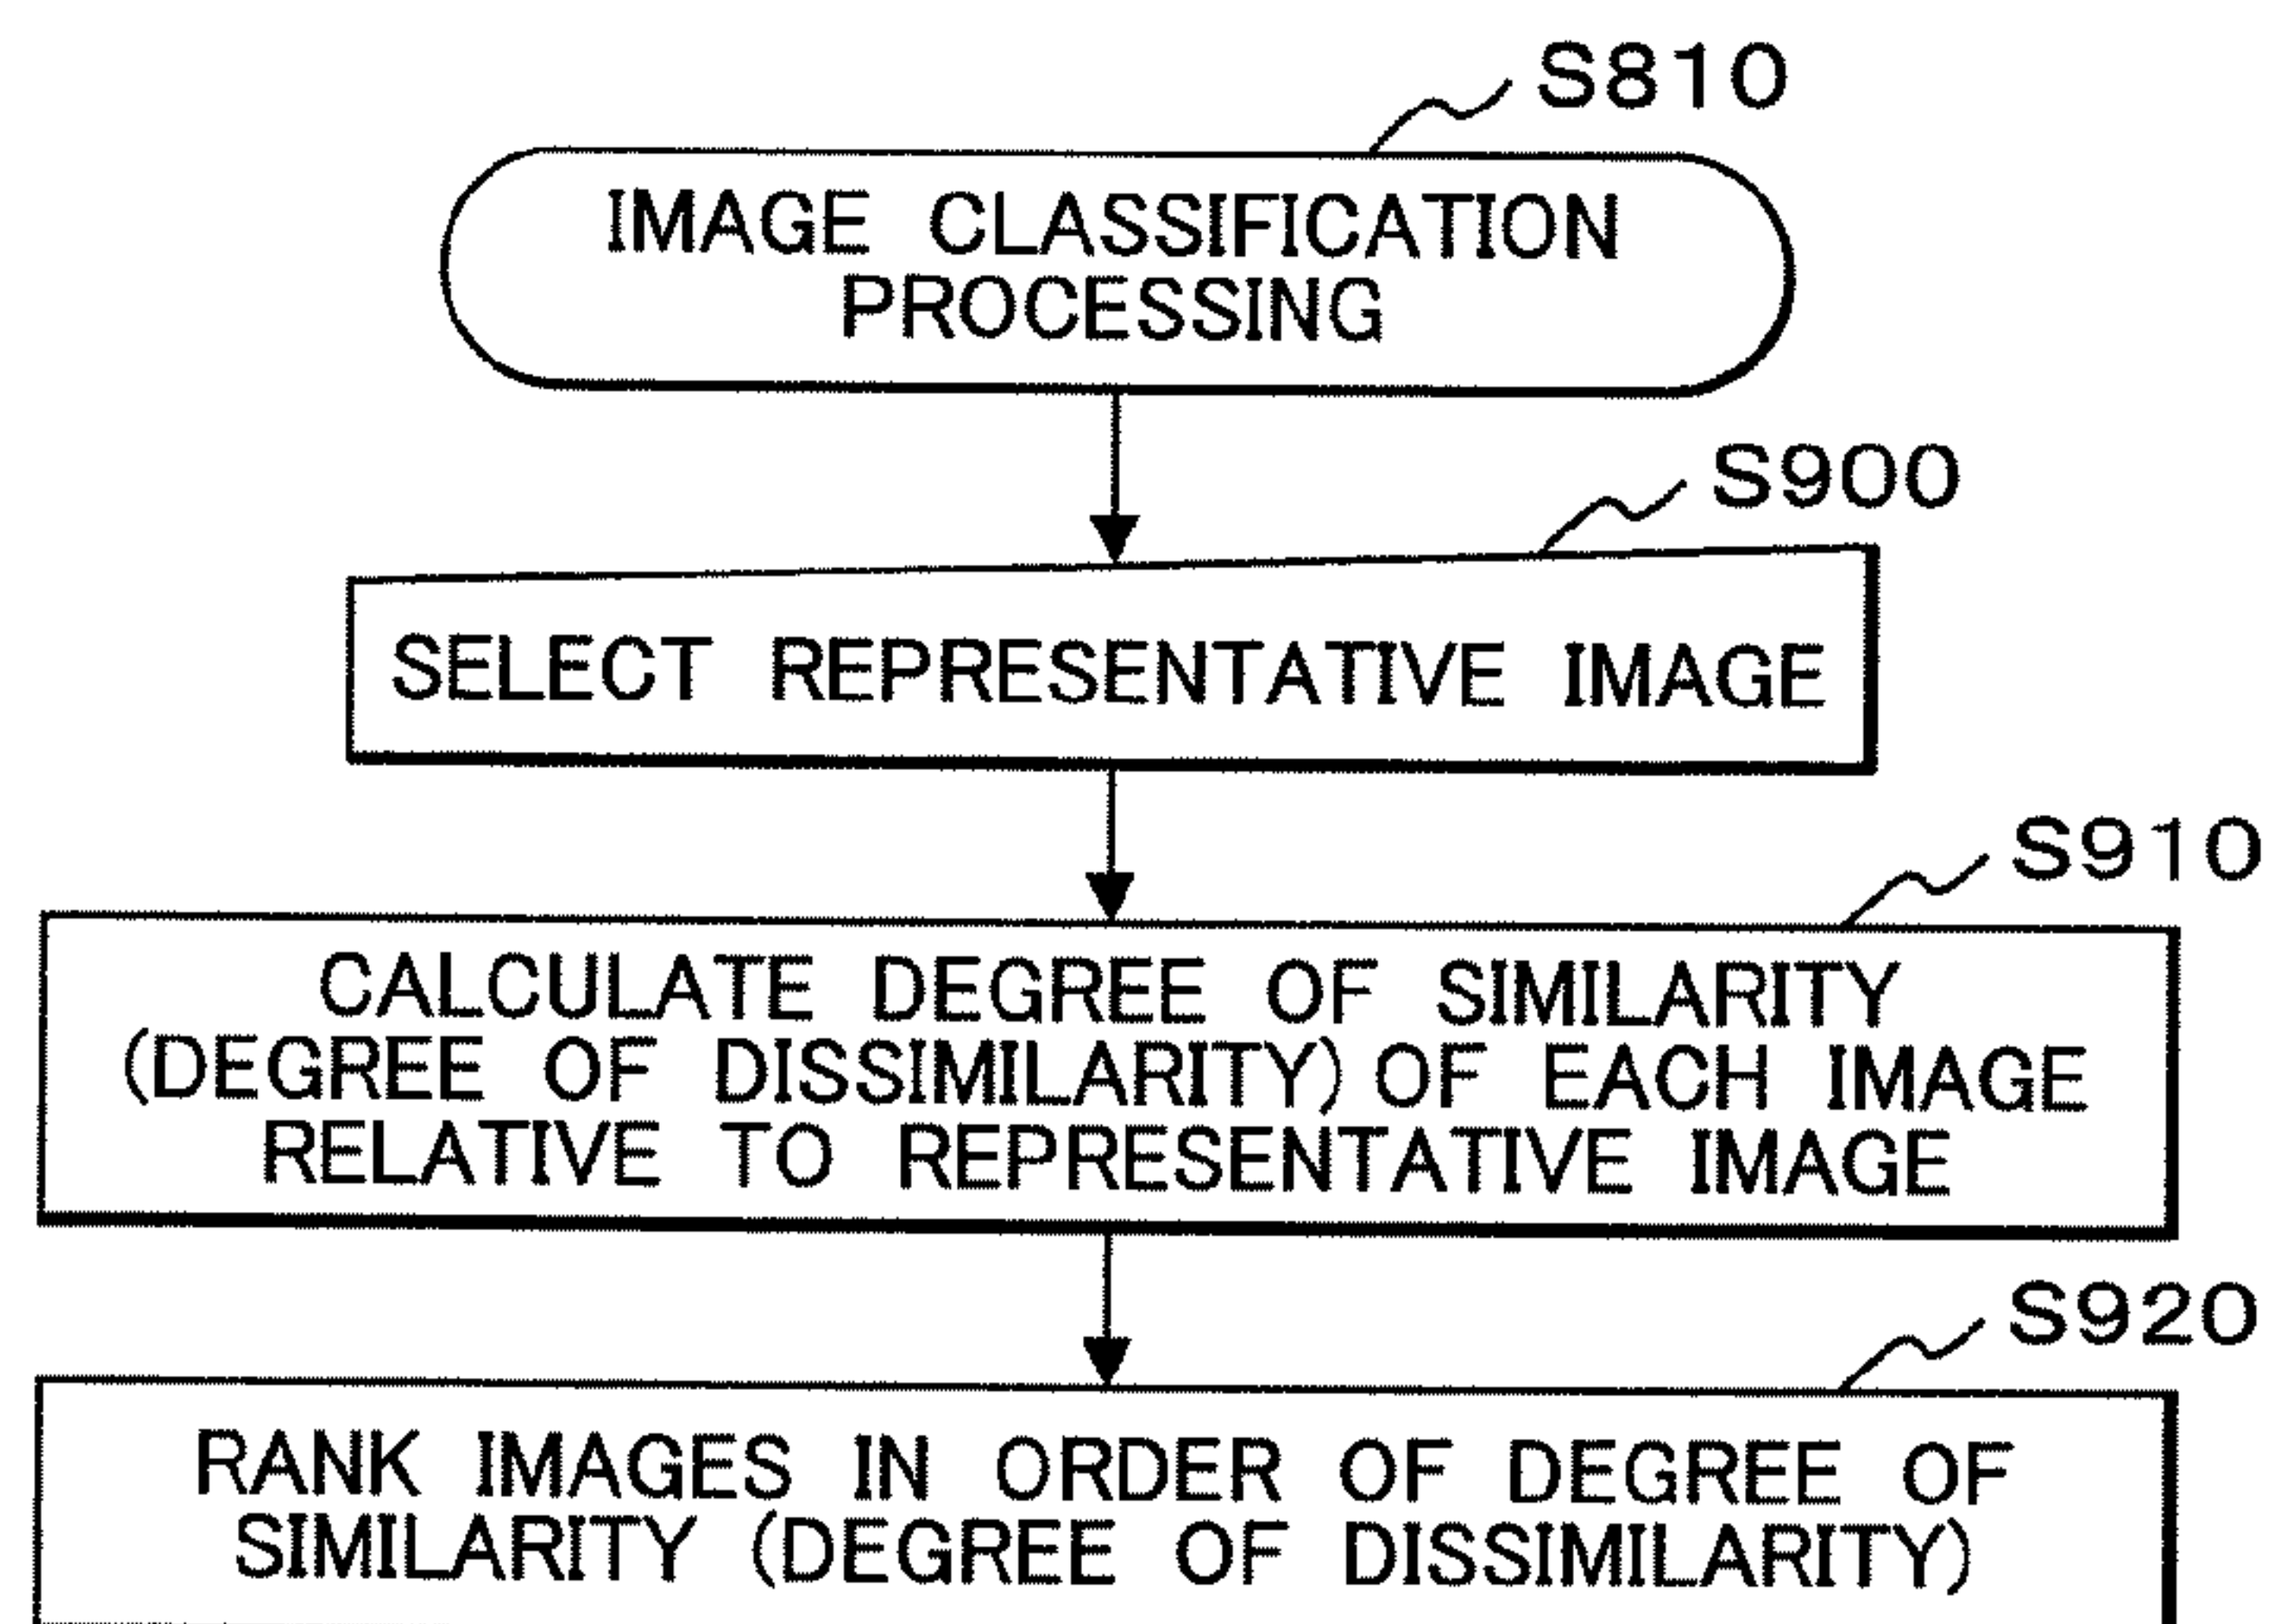 S810
IMAGE CLASSIFICATION
PROCESSING
S900
SELECT REPRESENTATIVE IMAGE
S910
CALCULATE DEGREE OF SIMILARITY
(DEGREE OF DISSIMILARITY) OF EACH IMAGE
RELATIVE TO REPRESENTATIVE IMAGE
S920
RANK IMAGES IN ORDER OF DEGREE OF
SIMILARITY (DEGREE OF DISSIMILARITY)